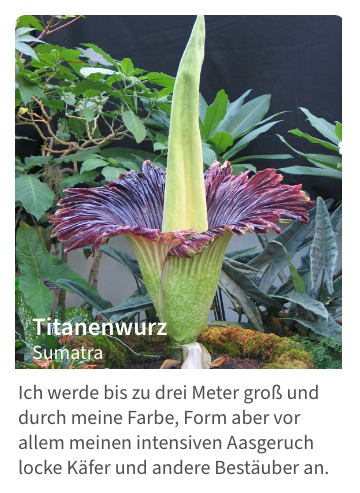 Titanenwurz
Sumatra
Ich werde bis zu drei Meter groß und
durch meine Farbe, Form aber vor
allem meinen intensiven Aasgeruch
locke Käfer und andere Bestäuber an.